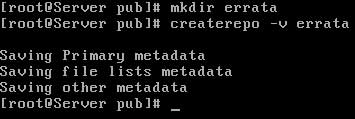 [root@Server pub]# mkdir errata
[root@Server pub]# createrepo -v errata
Saving Primary metadata
Saving file lists metadata
Saving other metadata
[root@Server pub]# _